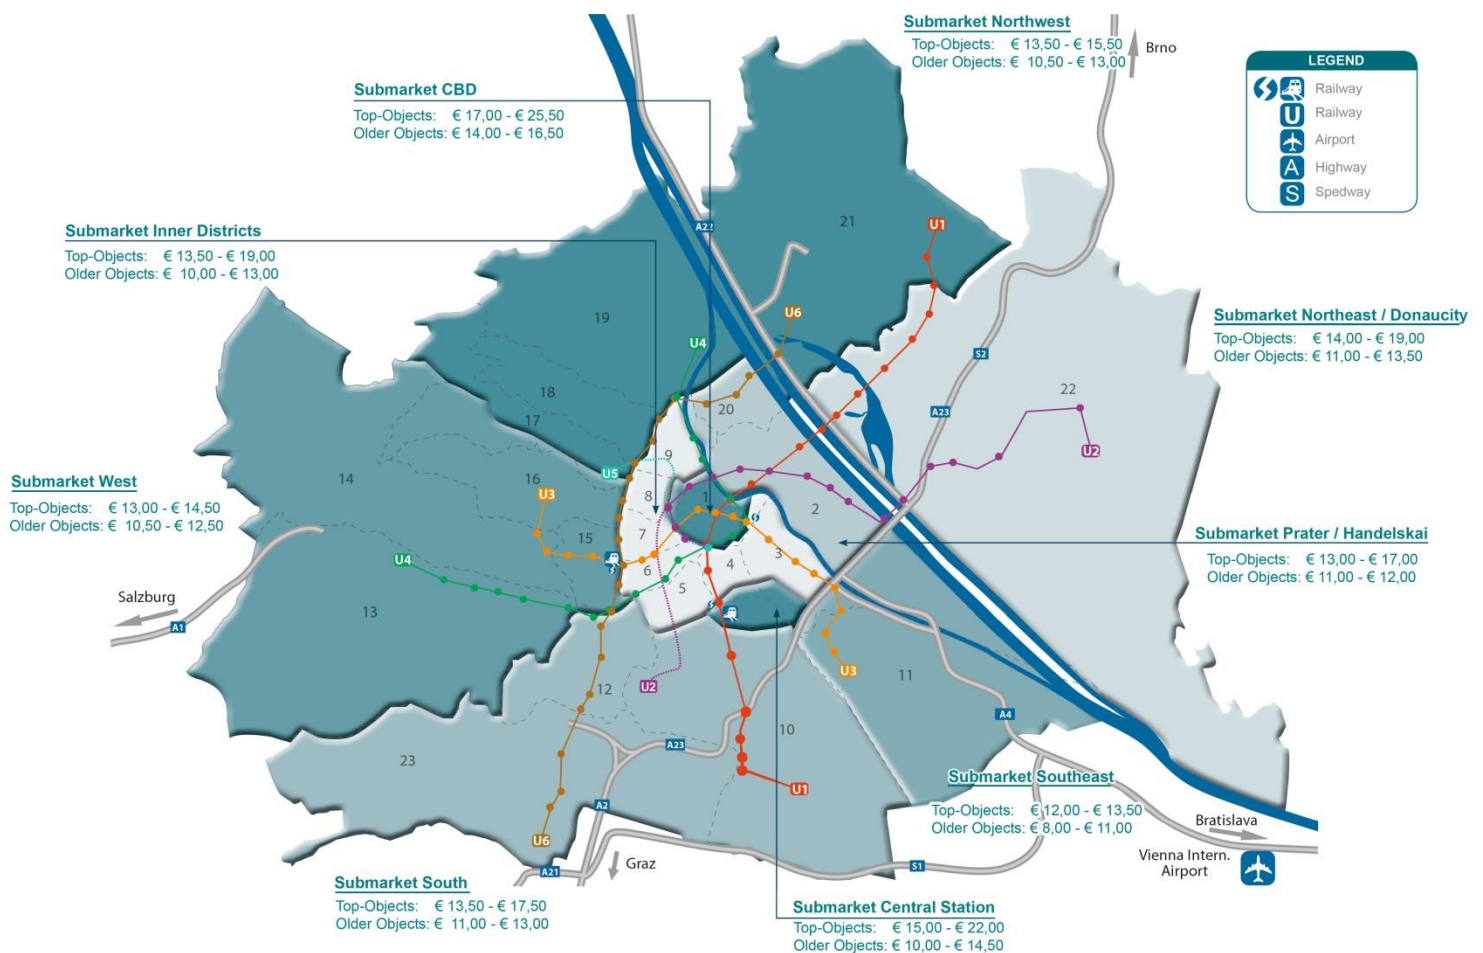 Submarket Northwest
Top-Objects: € 13,50 - € 15,50
Older Objects: € 10,50 - € 13,00
Brno
LEGEND
Railway
U Railway
Airport
A Highway
S Spedway
Submarket CBD
Top-Objects: € 17,00 - € 25,50
Older Objects: € 14,00 - € 16,50
Submarket Inner Districts
Top-Objects: € 13,50 - € 19,00
Older Objects: € 10,00 - € 13,00
A22
21
U1
19
U6
U4
Submarket Northeast / Donaucity
Top-Objects: € 14,00 - € 19,00
Older Objects: € 11,00 - € 13,50
S2
18
17
20
A23
22
U2
14
16
U5
9
Submarket West
Top-Objects: € 13,00 - € 14,50
Older Objects: € 10,50 - € 12,50
U3
8
1
2
15
7
3
Submarket Prater / Handelskai
Top-Objects: € 13,00 - € 17,00
Older Objects: € 11,00 - € 12,00
U4
6
4
5
Salzburg
A1
13
U3
11
U2
12
A4
10
A23
23
U1
A2
U6
Submarket Southeast
Top-Objects: € 12,00 - € 13,50
Older Objects: € 8,00 - € 11,00
Bratislava
Vienna Intern.
Airport
S1
Graz
A21
Submarket South
Top-Objects: € 13,50 - € 17,50
Older Objects: € 11,00 - € 13,00
Submarket Central Station
Top-Objects: € 15,00 - € 22,00
Older Objects: € 10,00 - € 14,50